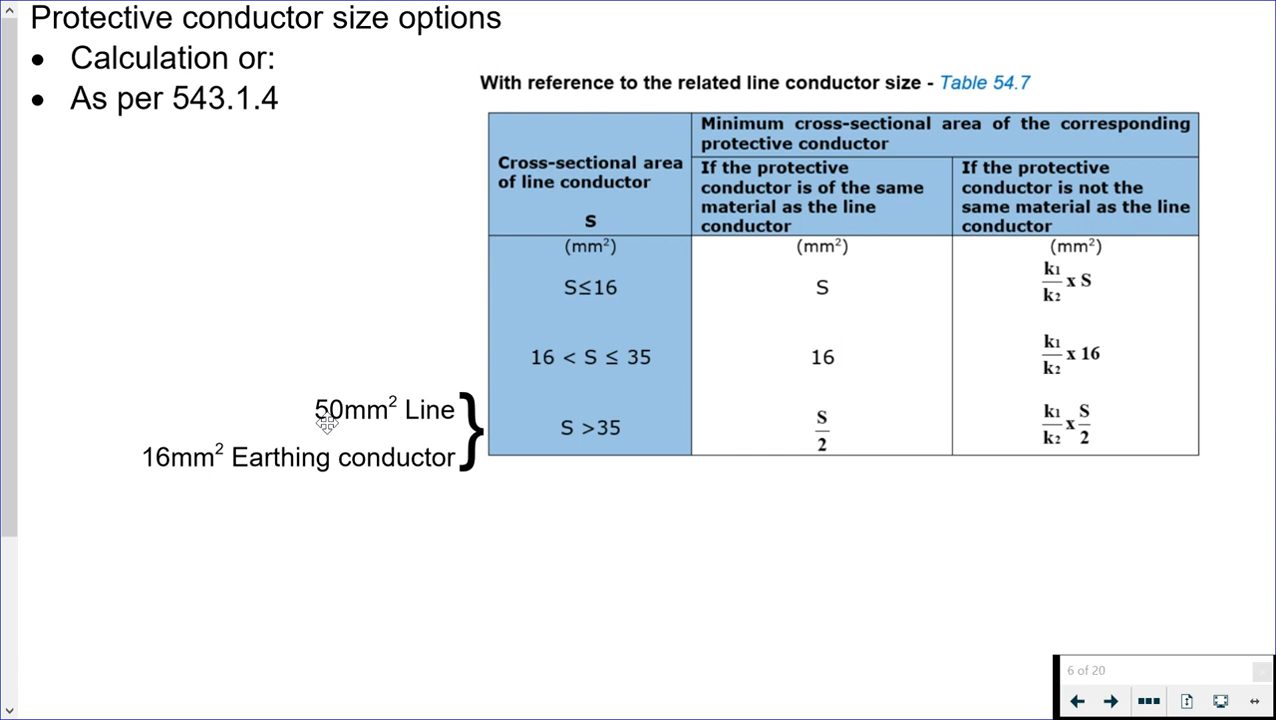 Protective conductor size options
• Calculation or:
• As per 543.1.4
With reference to the related line conductor size - Table 54.7
Cross-sectional area
of line conductor
S
Minimum cross-sectional area of the corresponding
protective conductor
If the protective
conductor is of the same
material as the line
conductor
If the protective
conductor is not the
same material as the line
conductor
(mm²) (mm²) (mm²)
S≤16 S k₁/k₂ x S
16 < S ≤ 35 16 k₁/k₂ x 16
S >35 S/2 k₁/k₂ x S/2
50mm² Line
16mm² Earthing conductor
6 of 20